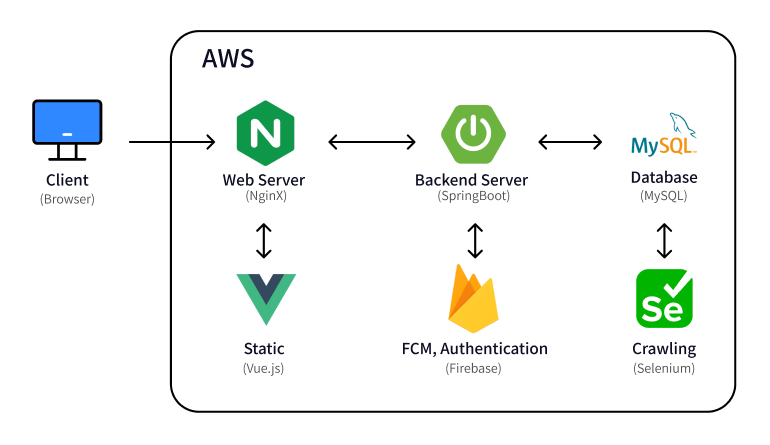 AWS
N
MySQL
Client
(Browser)
Web Server
(NginX)
Backend Server
(SpringBoot)
Database
(MySQL)
Se
Static
(Vue.js)
FCM, Authentication
(Firebase)
Crawling
(Selenium)